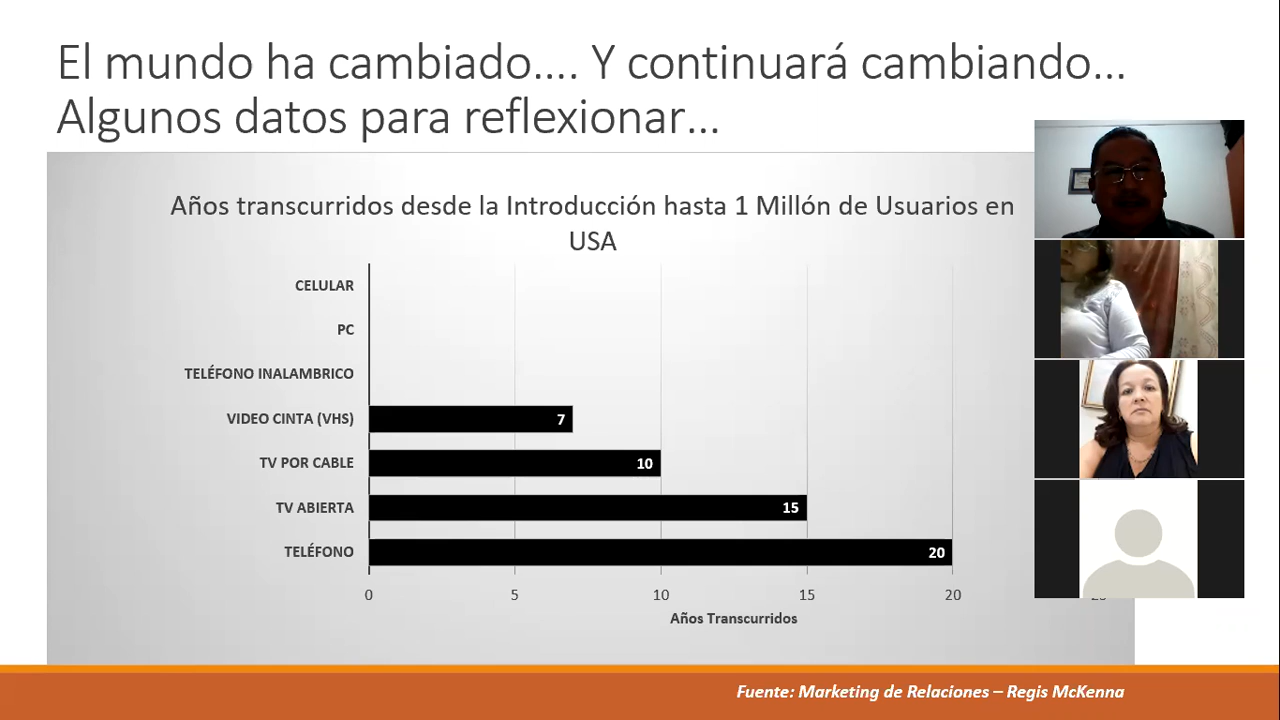 El mundo ha cambiado.... Y continuará cambiando...
Algunos datos para reflexionar...
Años transcurridos desde la Introducción hasta 1 Millón de Usuarios en
USA
CELULAR
PC
TELÉFONO INALAMBRICO
VIDEO CINTA (VHS) 7
TV POR CABLE 10
TV ABIERTA 15
TELÉFONO 20
0 5 10 15 20
Años Transcurridos
Fuente: Marketing de Relaciones – Regis McKenna